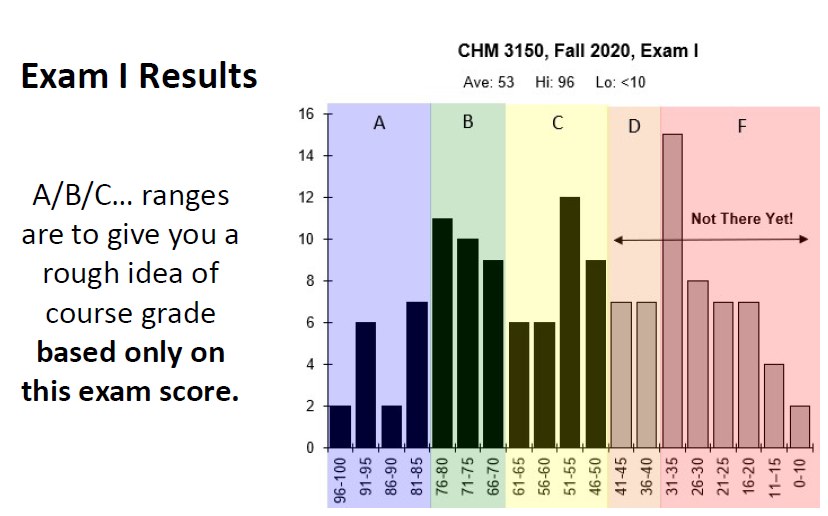 Exam I Results
A/B/C... ranges
are to give you a
rough idea of
course grade
based only on
this exam score.
CHM 3150, Fall 2020, Exam I
Ave: 53 Hi: 96 Lo: <10
A B C D F
Not There Yet!
16
14
12
10
8
6
4
2
0
96-100
91-95
86-90
81-85
76-80
71-75
66-70
61-65
56-60
51-55
46-50
41-45
36-40
31-35
26-30
21-25
16-20
11–15
0-10